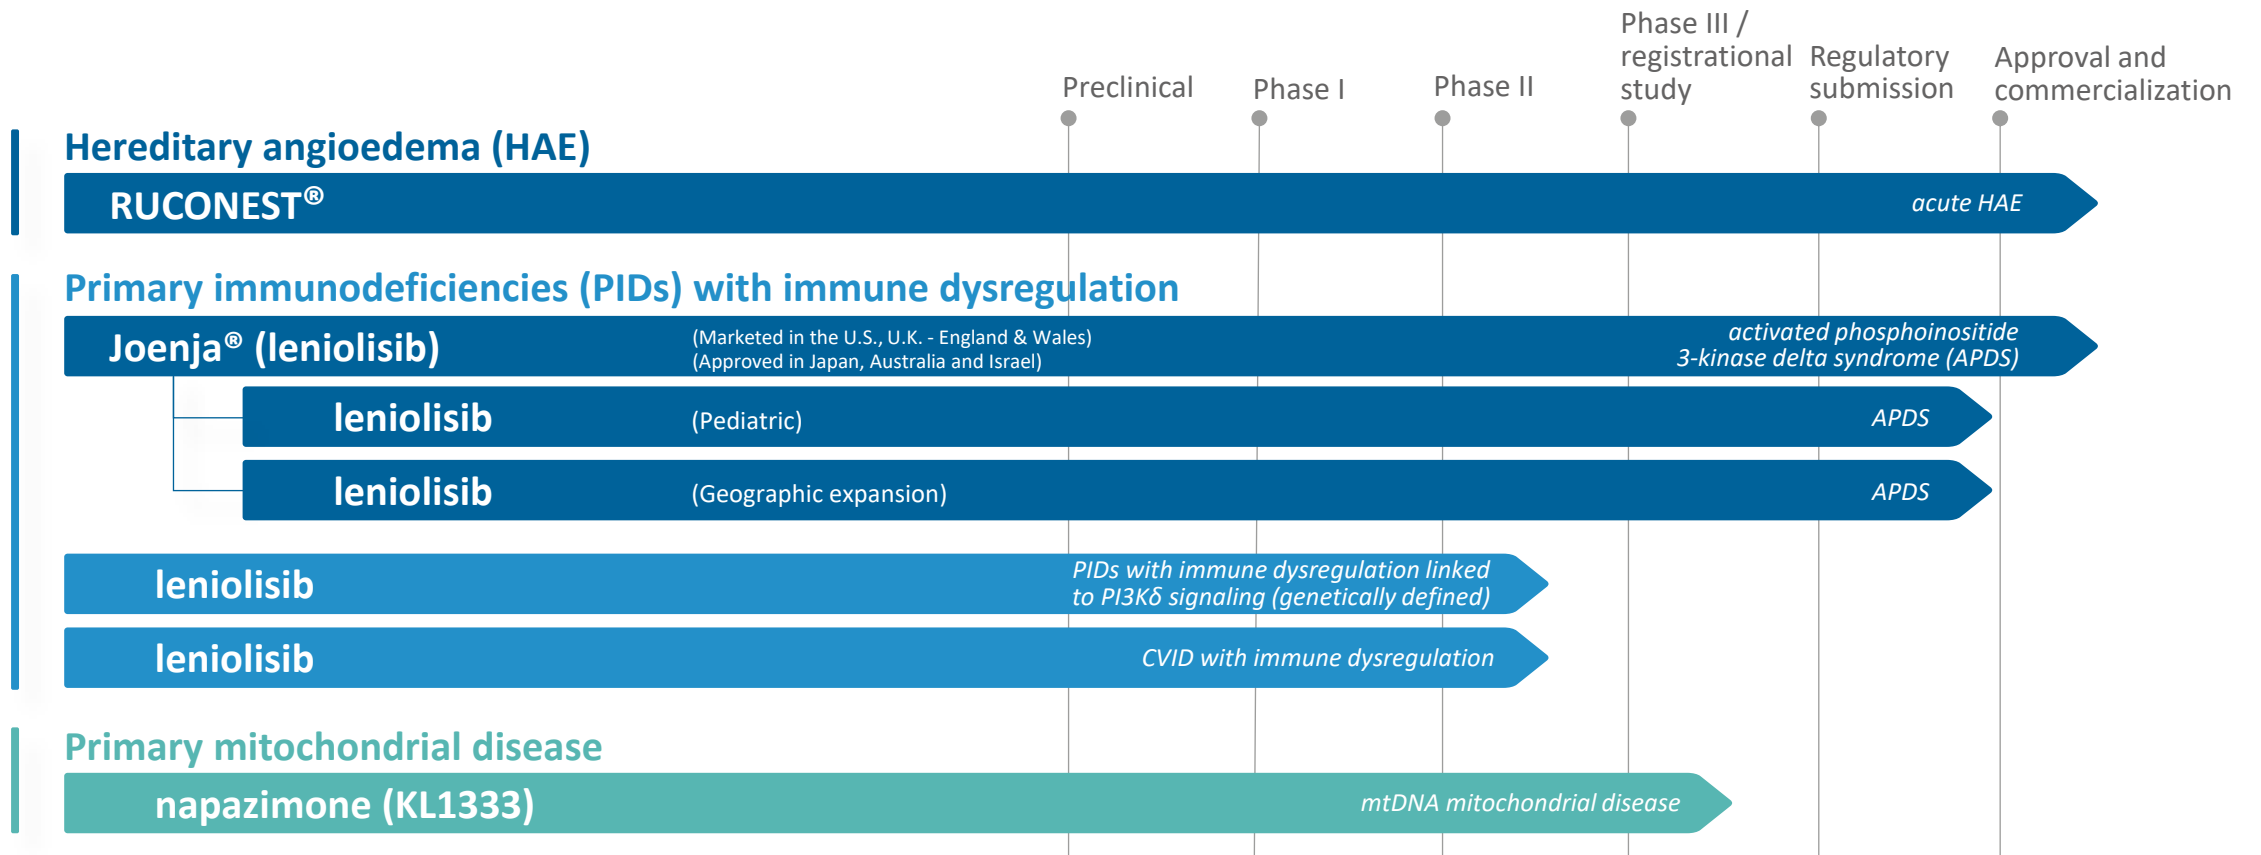 Phase III /
registrational
study
Regulatory
submission
Approval and
commercialization
Preclinical
Phase I
Phase II
Hereditary angioedema (HAE)
RUCONEST®
acute HAE
Primary immunodeficiencies (PIDs) with immune dysregulation
Joenja® (leniolisib)
(Marketed in the U.S., U.K. - England & Wales)
(Approved in Japan, Australia and Israel)
activated phosphoinositide
3-kinase delta syndrome (APDS)
leniolisib
(Pediatric)
APDS
leniolisib
(Geographic expansion)
APDS
leniolisib
PIDs with immune dysregulation linked
to PI3Kδ signaling (genetically defined)
leniolisib
CVID with immune dysregulation
Primary mitochondrial disease
napazimone (KL1333)
mtDNA mitochondrial disease